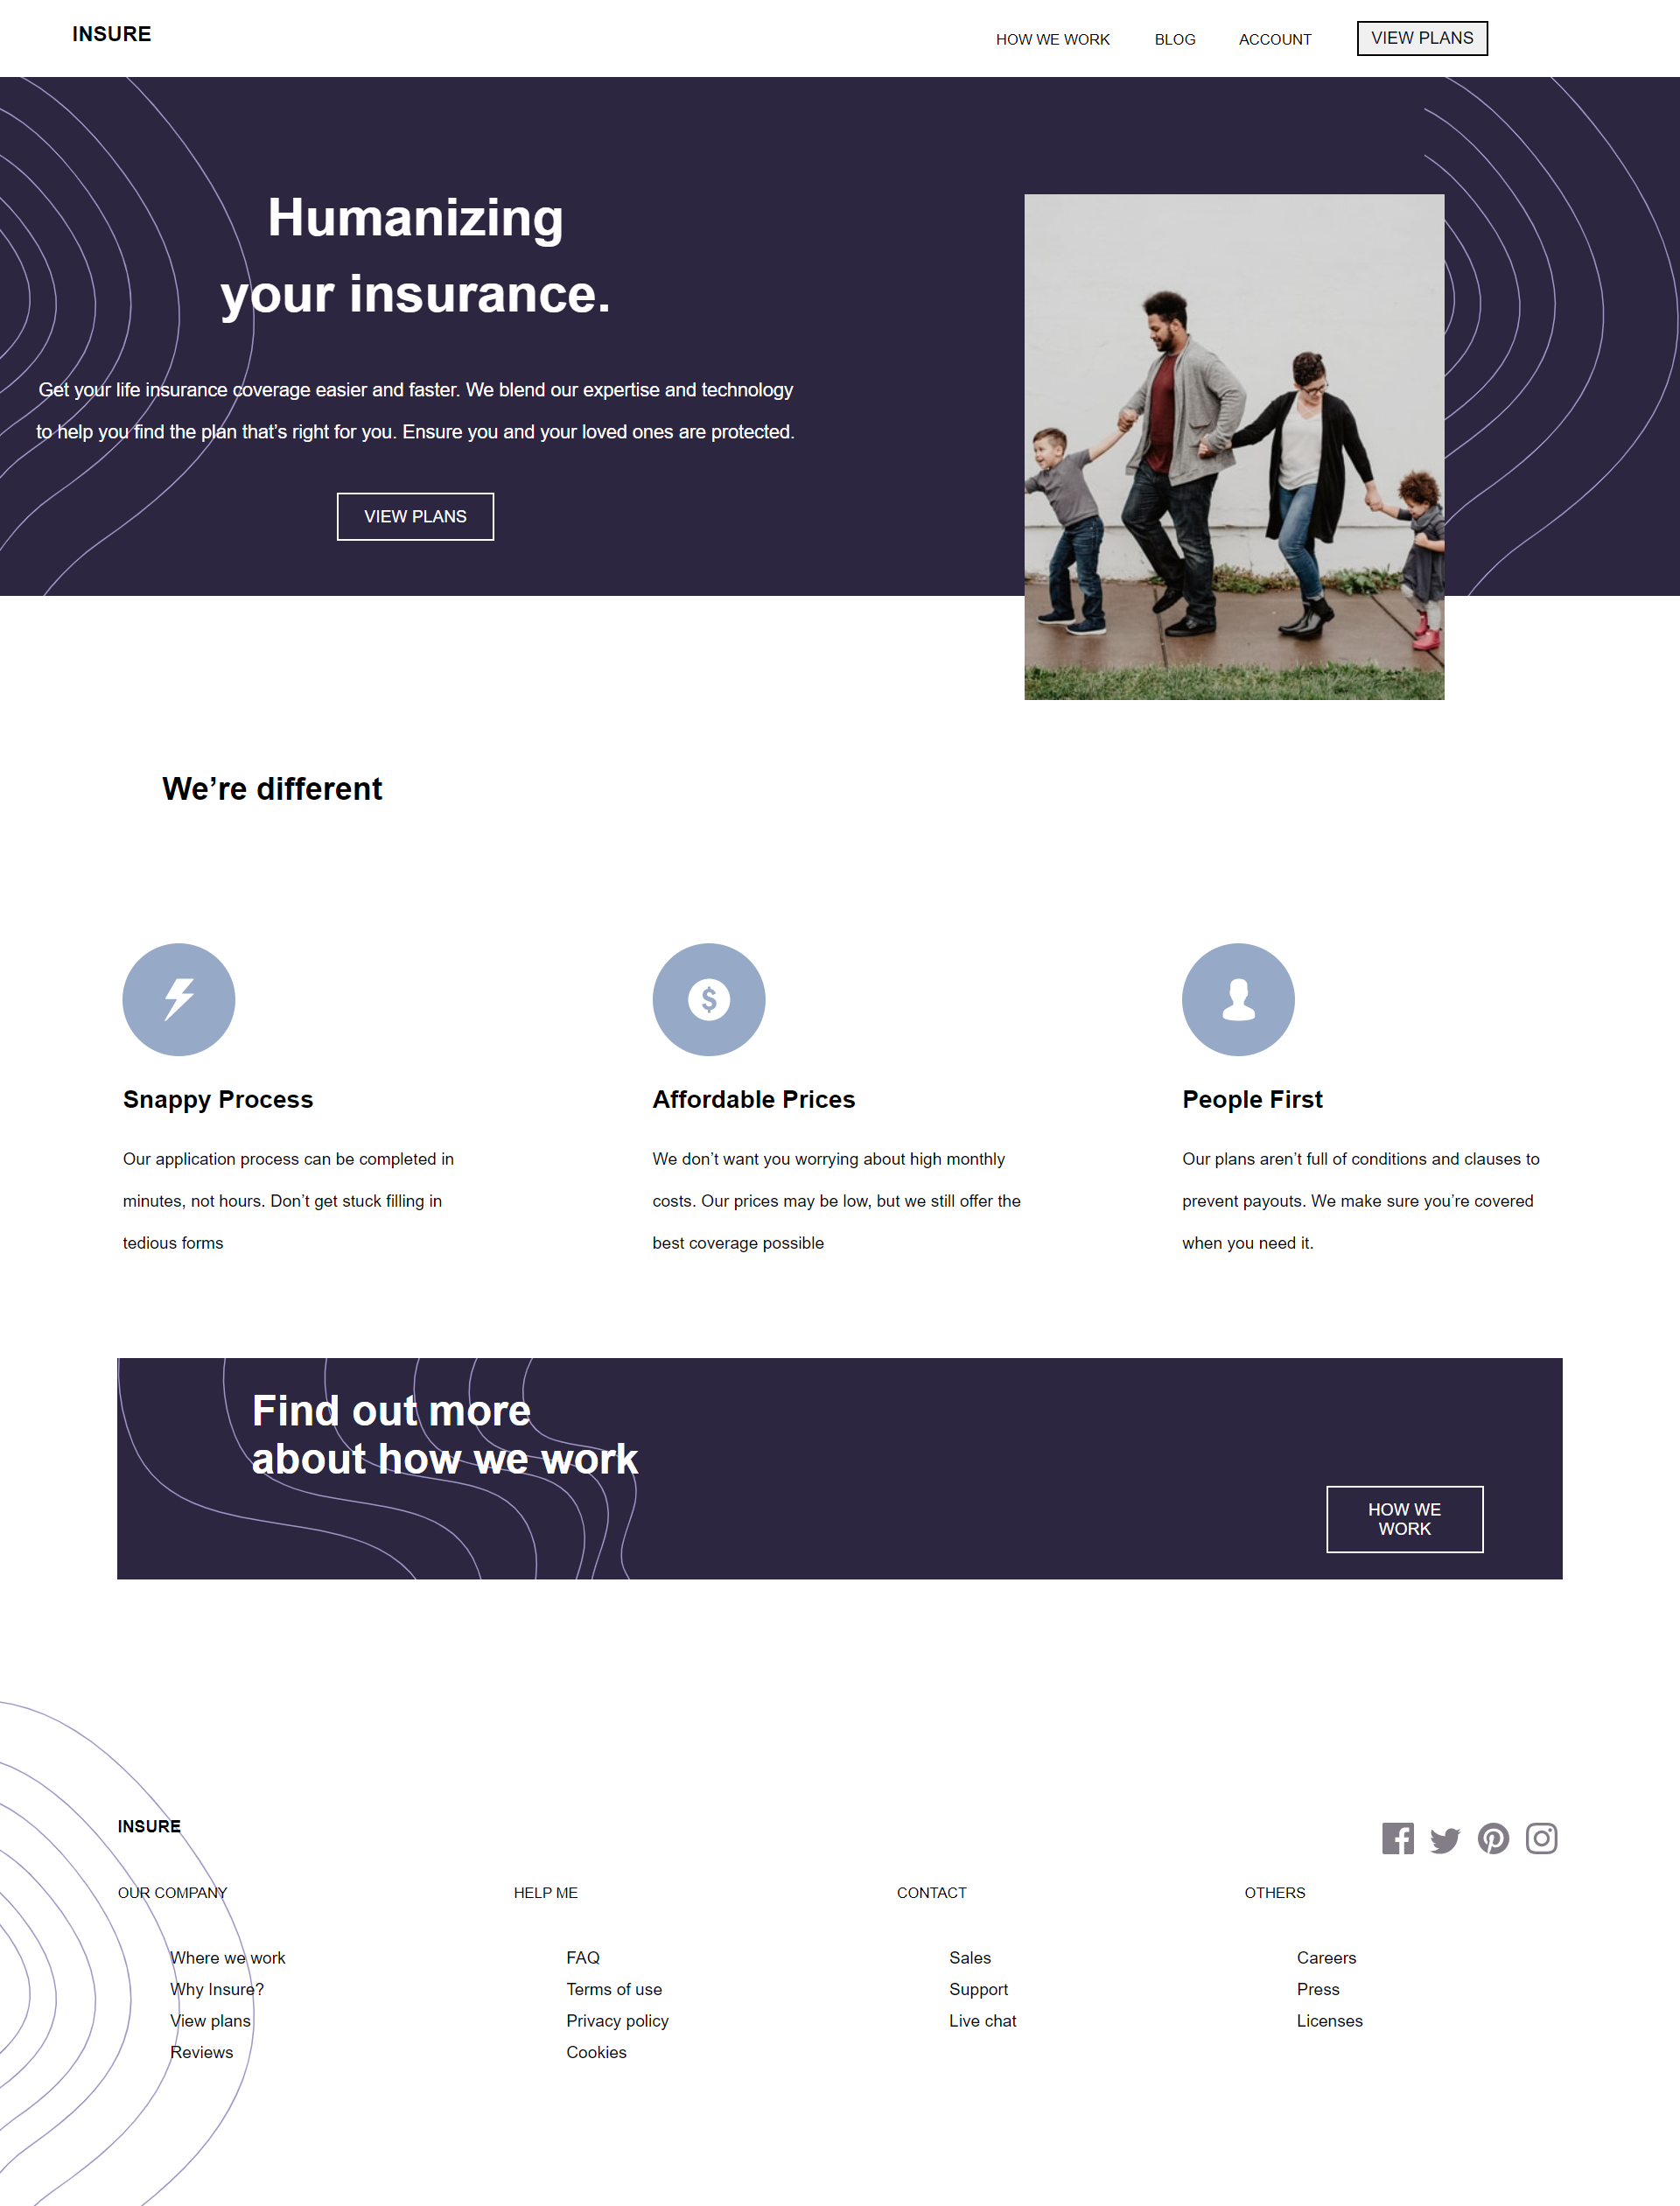 INSURE
HOW WE WORK
BLOG
ACCOUNT
VIEW PLANS
Humanizing
your insurance.
Get your life insurance coverage easier and faster. We blend our expertise and technology
to help you find the plan that’s right for you. Ensure you and your loved ones are protected.
VIEW PLANS
We’re different
Snappy Process
Our application process can be completed in
minutes, not hours. Don’t get stuck filling in
tedious forms
Affordable Prices
We don’t want you worrying about high monthly
costs. Our prices may be low, but we still offer the
best coverage possible
People First
Our plans aren’t full of conditions and clauses to
prevent payouts. We make sure you’re covered
when you need it.
Find out more
about how we work
HOW WE
WORK
INSURE
OUR COMPANY
Where we work
Why Insure?
View plans
Reviews
HELP ME
FAQ
Terms of use
Privacy policy
Cookies
CONTACT
Sales
Support
Live chat
OTHERS
Careers
Press
Licenses